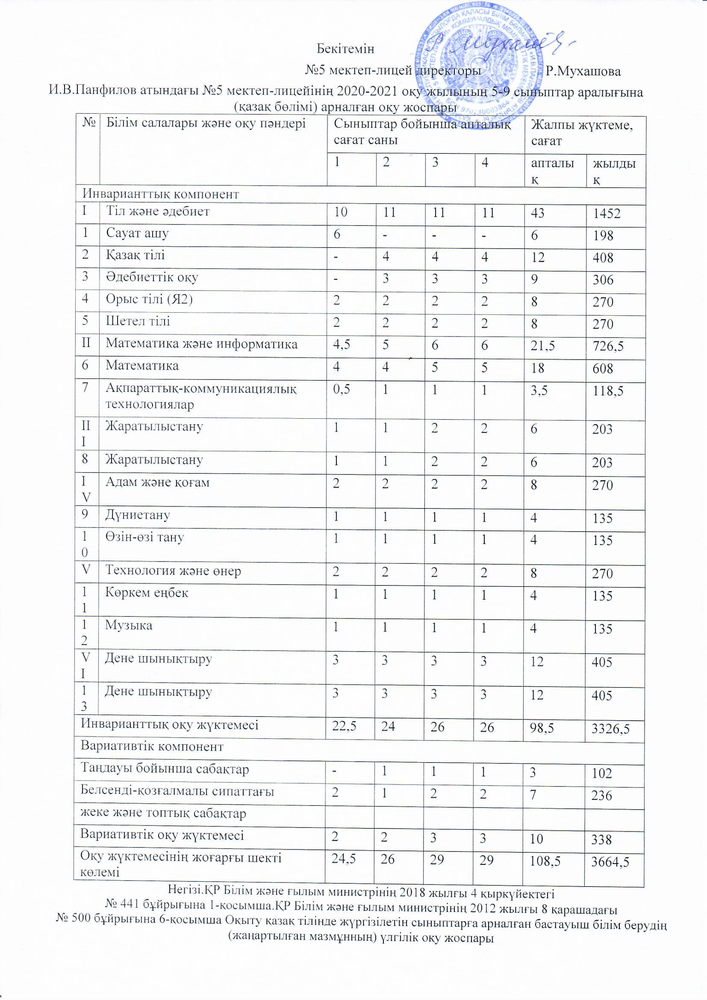 Бекітемін
№5 мектеп-лицей директоры Р.Мухашова
И.В.Панфилов атындағы №5 мектеп-лицейінің 2020-2021 оқу жылының 5-9 сыныптар аралығына
(қазақ бөлімі) арналған оқу жоспары
№ Білім салалары және оқу пәндері Сыныптар бойынша апталық Жалпы жүктеме,
сағат саны сағат
1 2 3 4 апталы жылды
қ қ
Инварианттық компонент
I Тіл және әдебиет 10 11 11 11 43 1452
1 Сауат ашу 6 - - - 6 198
2 Қазақ тілі - 4 4 4 12 408
3 Әдебиеттік оқу - 3 3 3 9 306
4 Орыс тілі (Я2) 2 2 2 2 8 270
5 Шетел тілі 2 2 2 2 8 270
II Математика және информатика 4,5 5 6 6 21,5 726,5
6 Математика 4 4 5 5 18 608
7 Ақпараттық-коммуникациялық 0,5 1 1 1 3,5 118,5
технологиялар
II Жаратылыстану 1 1 2 2 6 203
I
8 Жаратылыстану 1 1 2 2 6 203
I Адам және қоғам 2 2 2 2 8 270
V
9 Дүниетану 1 1 1 1 4 135
1 Өзін-өзі тану 1 1 1 1 4 135
0
V Технология және өнер 2 2 2 2 8 270
1 Көркем еңбек 1 1 1 1 4 135
1
1 Музыка 1 1 1 1 4 135
2
V Дене шынықтыру 3 3 3 3 12 405
I
1 Дене шынықтыру 3 3 3 3 12 405
3
Инварианттық оқу жүктемесі 22,5 24 26 26 98,5 3326,5
Вариативтік компонент
Таңдауы бойынша сабақтар - 1 1 1 3 102
Белсенді-қозғалмалы сипаттағы 2 1 2 2 7 236
жеке және топтық сабақтар
Вариативтік оқу жүктемесі 2 2 3 3 10 338
Оқу жүктемесінің жоғарғы шекті 24,5 26 29 29 108,5 3664,5
көлемі
Негізі.ҚР Білім және ғылым министрінің 2018 жылғы 4 қыркүйектегі
№ 441 бұйрығына 1-қосымша.ҚР Білім және ғылым министрінің 2012 жылғы 8 қарашадағы
№ 500 бұйрығына 6-қосымша Оқыту қазақ тілінде жүргізілетін сыныптарға арналған бастауыш білім берудің
(жаңартылған мазмұнның) үлгілік оқу жоспары